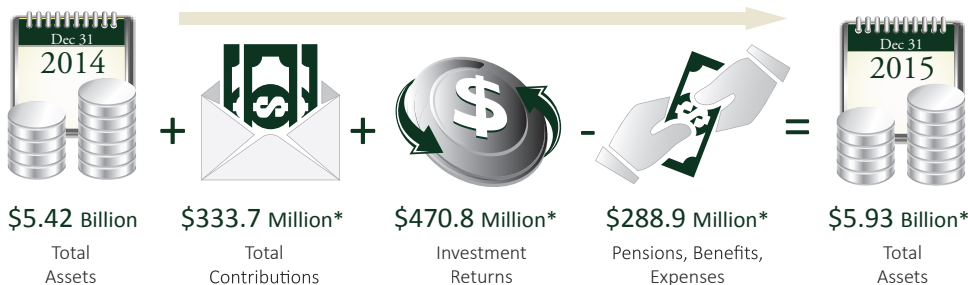 Dec 31
2014
Dec 31
2015
+ + $ - $ =
$5.42 Billion $333.7 Million* $470.8 Million* $288.9 Million* $5.93 Billion*
Total Total Investment Pensions, Benefits, Total
Assets Contributions Returns Expenses Assets